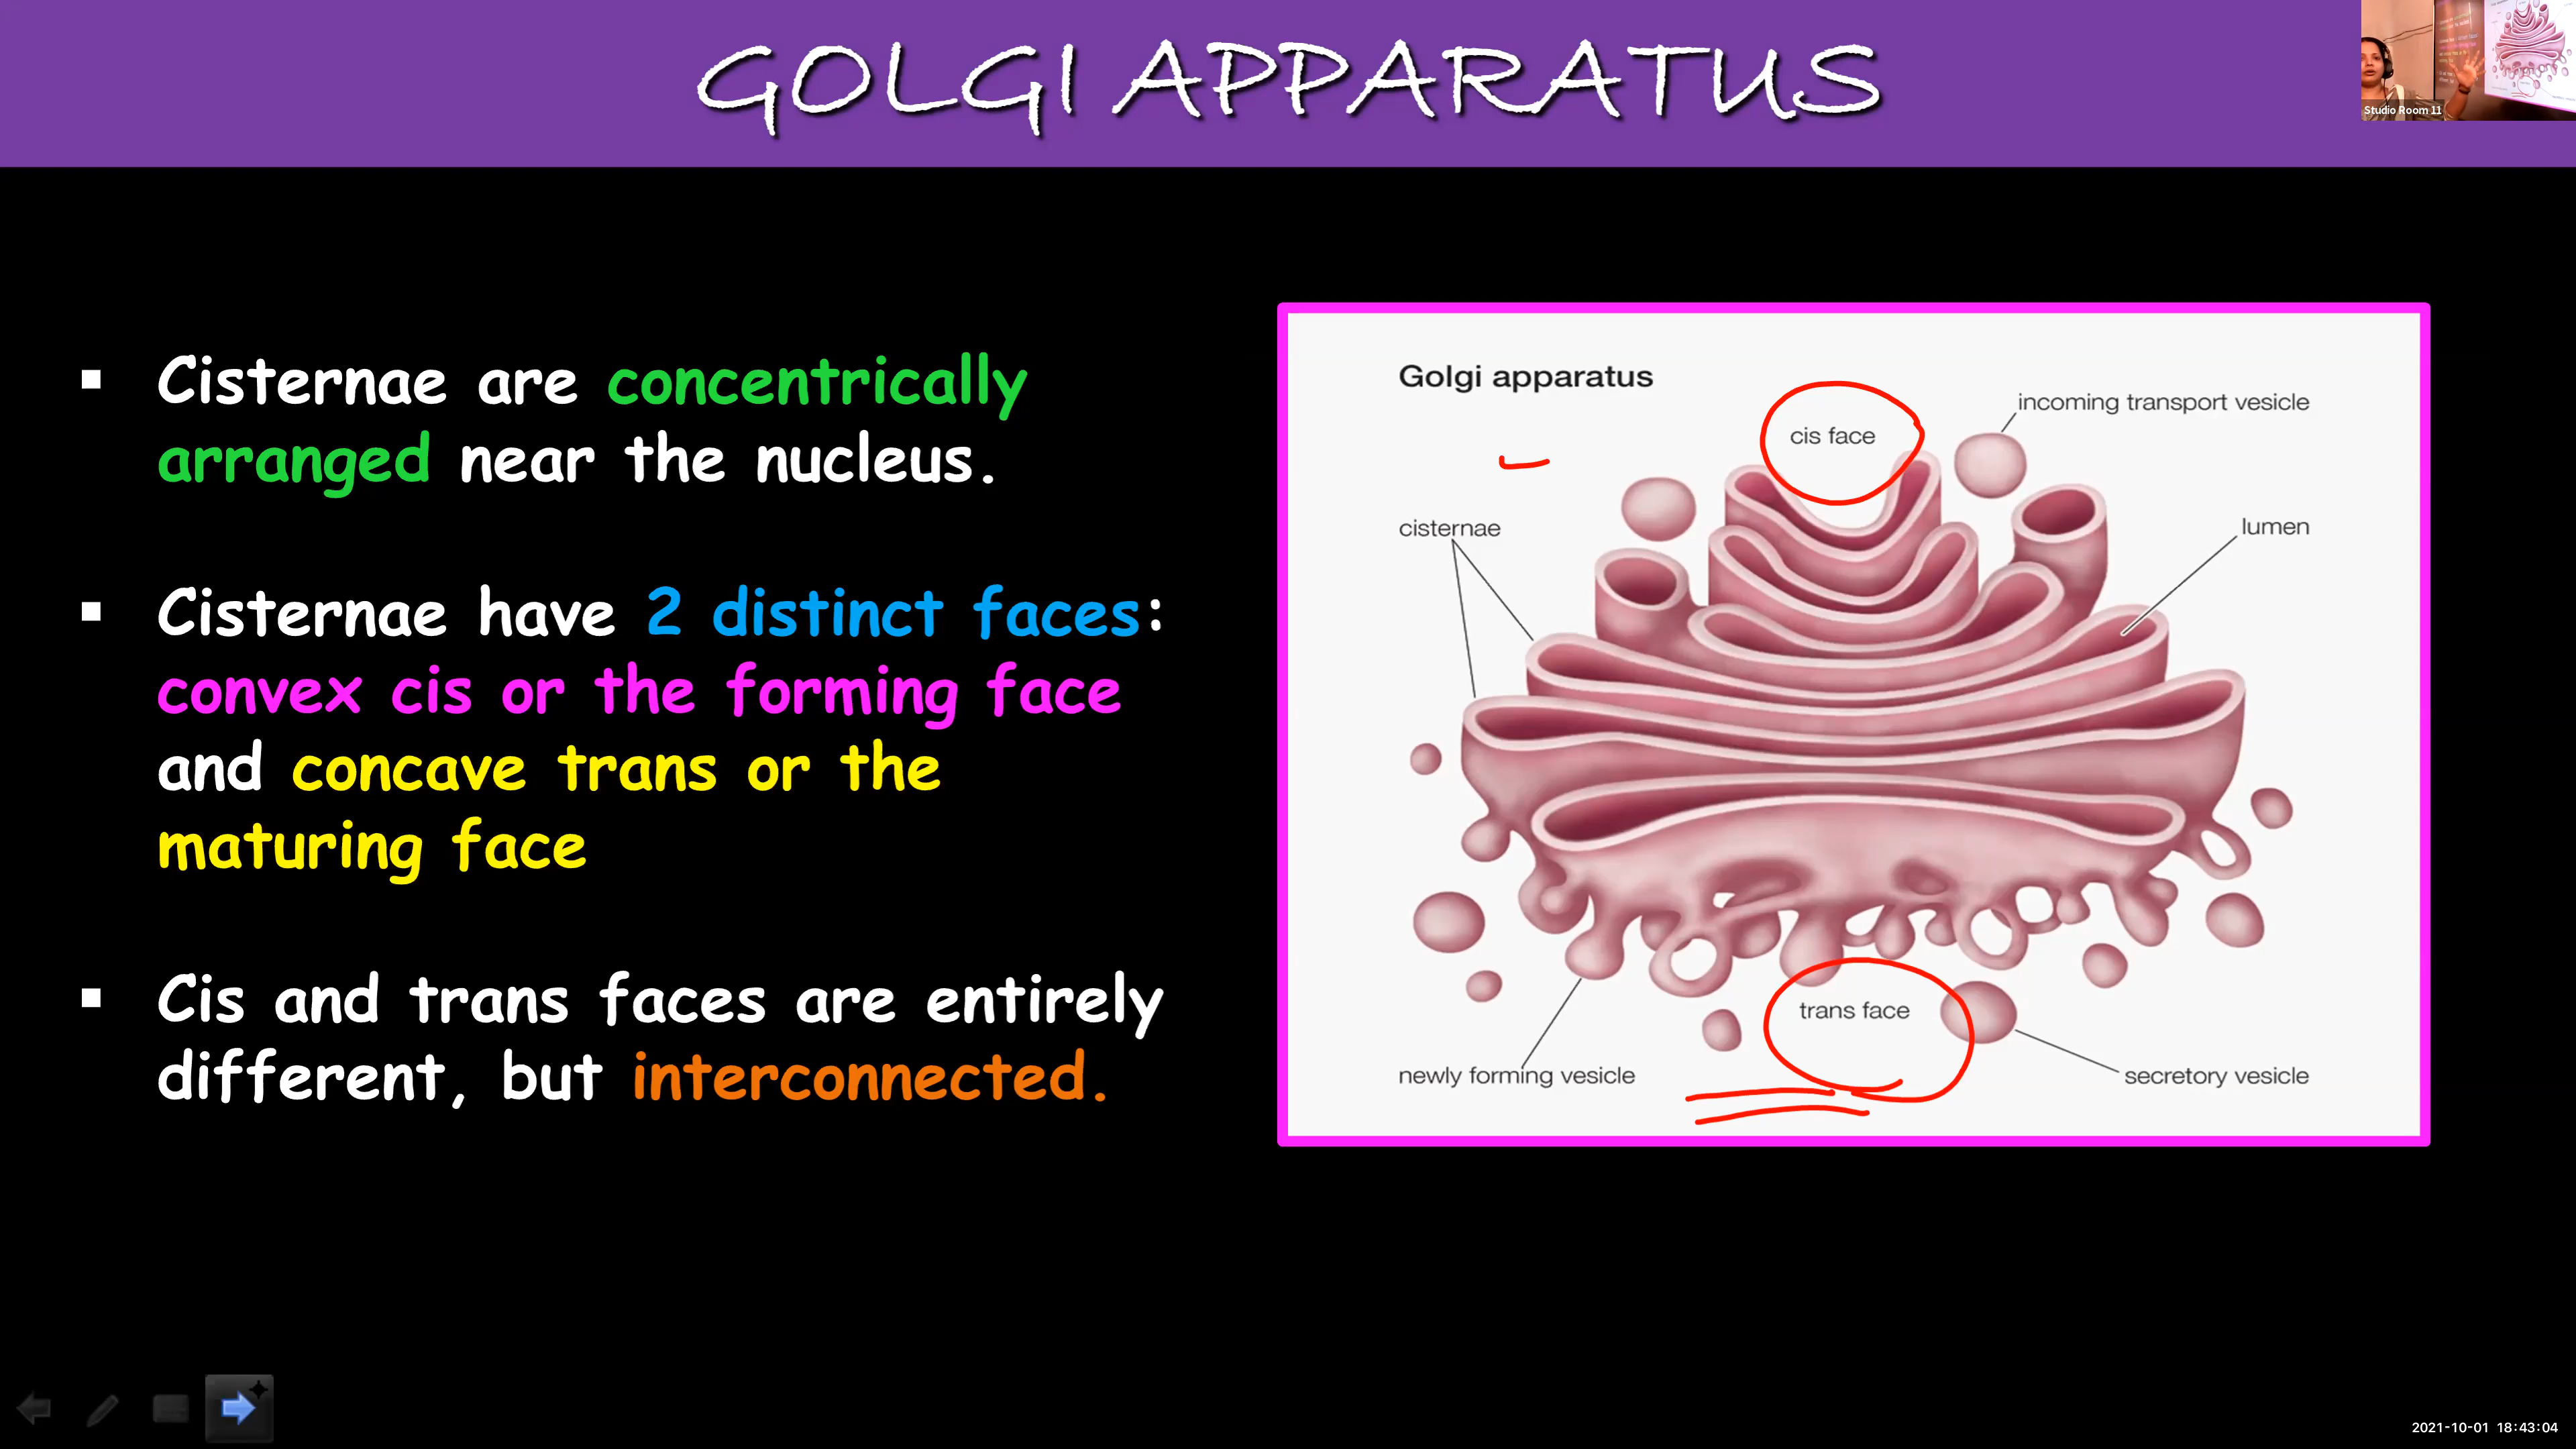 GOLGI APPARATUS
Studio Room 11
▪ Cisternae are concentrically
arranged near the nucleus.
▪ Cisternae have 2 distinct faces:
convex cis or the forming face
and concave trans or the
maturing face
▪ Cis and trans faces are entirely
different, but interconnected.
Golgi apparatus
cis face
incoming transport vesicle
cisternae
lumen
trans face
newly forming vesicle
secretory vesicle
2021-10-01 18:43:04